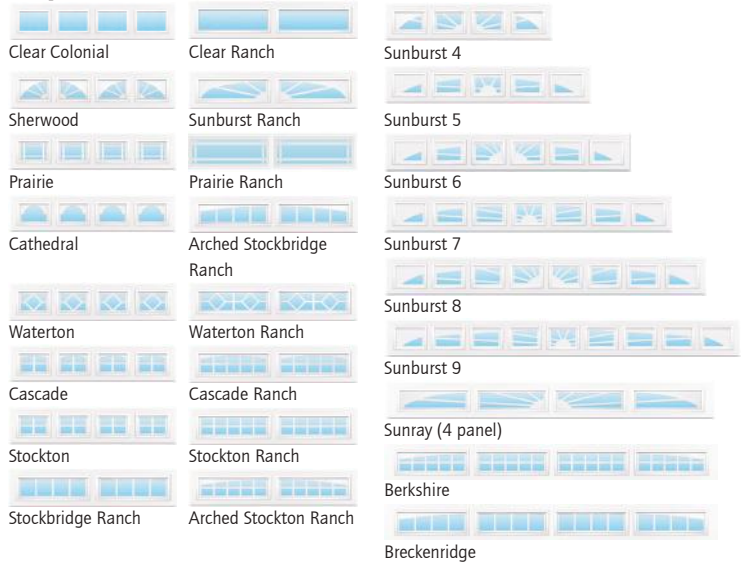 Clear Colonial
Sherwood
Prairie
Cathedral
Waterton
Cascade
Stockton
Stockbridge Ranch
Clear Ranch
Sunburst Ranch
Prairie Ranch
Arched Stockbridge
Ranch
Waterton Ranch
Cascade Ranch
Stockton Ranch
Arched Stockton Ranch
Sunburst 4
Sunburst 5
Sunburst 6
Sunburst 7
Sunburst 8
Sunburst 9
Sunray (4 panel)
Berkshire
Breckenridge